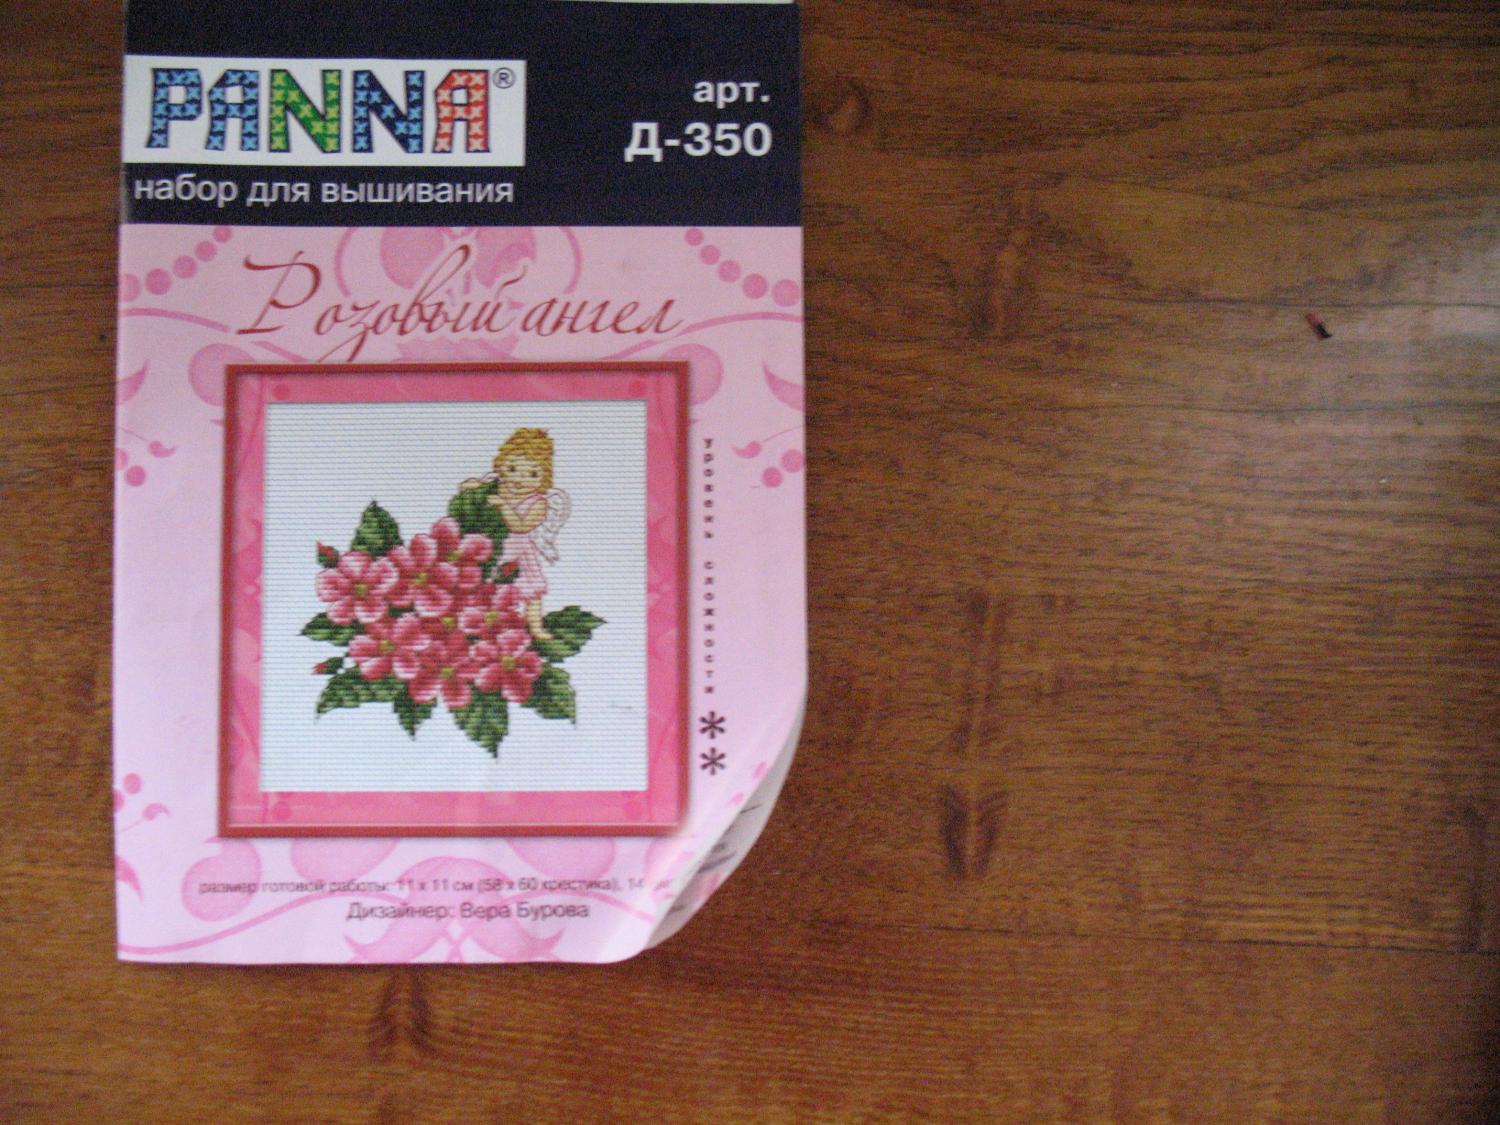 PANNA®
арт.
Д-350
набор для вышивания
Розовый ангел
уровень сложности **
размер готовой работы: 11 x 11 см (58 x 60 крестика), 14
Дизайнер: Вера Бурова